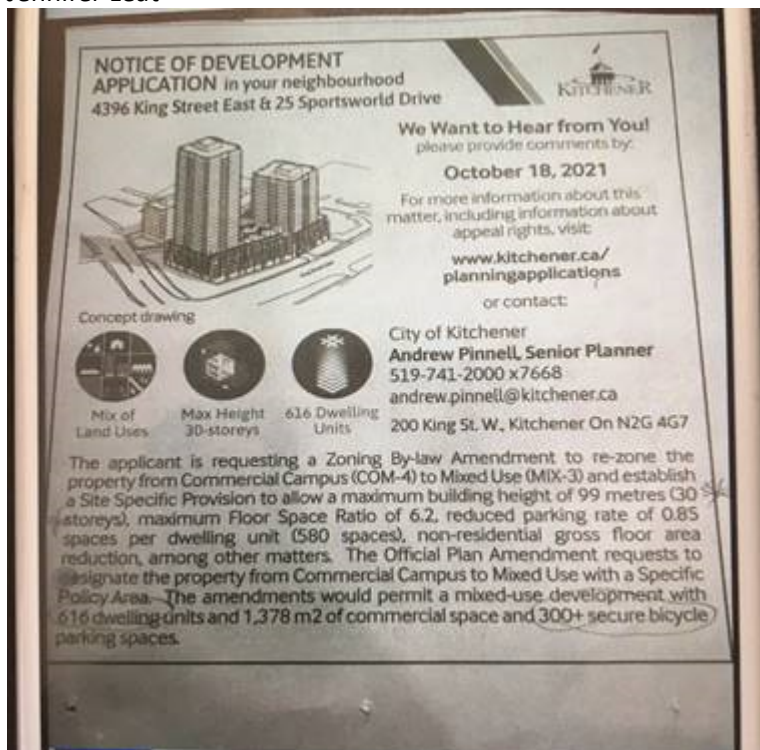 NOTICE OF DEVELOPMENT
APPLICATION in your neighbourhood
4396 King Street East & 25 Sportsworld Drive
KITCHENER
We Want to Hear from You!
please provide comments by:
October 18, 2021
For more information about this
matter, including information about
appeal rights, visit:
www.kitchener.ca/
planningapplications
or contact:
Concept drawing
City of Kitchener
Andrew Pinnell, Senior Planner
519-741-2000 x7668
andrew.pinnell@kitchener.ca
200 King St. W., Kitchener On N2G 4G7
Mix of
Land Uses
Max Height
30-storeys
616 Dwelling
Units
The applicant is requesting a Zoning By-law Amendment to re-zone the
property from Commercial Campus (COM-4) to Mixed Use (MIX-3) and establish
a Site Specific Provision to allow a maximum building height of 99 metres (30
storeys), maximum Floor Space Ratio of 6.2, reduced parking rate of 0.85
spaces per dwelling unit (580 spaces), non-residential gross floor area
reduction, among other matters. The Official Plan Amendment requests to
designate the property from Commercial Campus to Mixed Use with a Specific
Policy Area. The amendments would permit a mixed-use development with
616 dwelling units and 1,378 m2 of commercial space and 300+ secure bicycle
parking spaces.